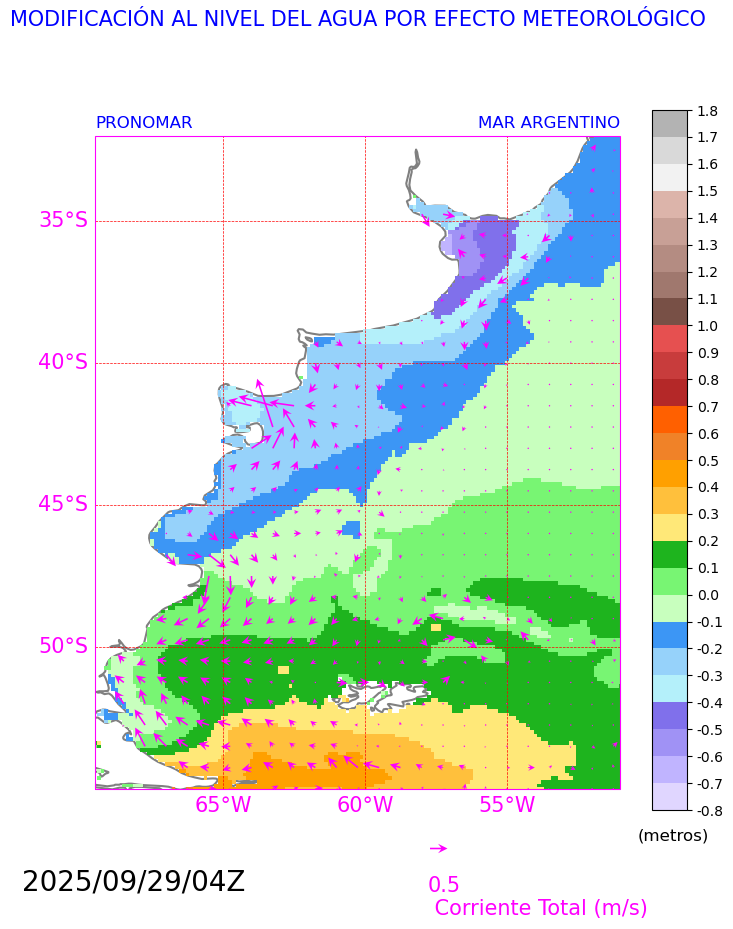 MODIFICACIÓN AL NIVEL DEL AGUA POR EFECTO METEOROLÓGICO
PRONOMAR MAR ARGENTINO
35°S
40°S
45°S
50°S
65°W 60°W 55°W
1.8
1.7
1.6
1.5
1.4
1.3
1.2
1.1
1.0
0.9
0.8
0.7
0.6
0.5
0.4
0.3
0.2
0.1
0.0
-0.1
-0.2
-0.3
-0.4
-0.5
-0.6
-0.7
-0.8
(metros)
2025/09/29/04Z
0.5
Corriente Total (m/s)